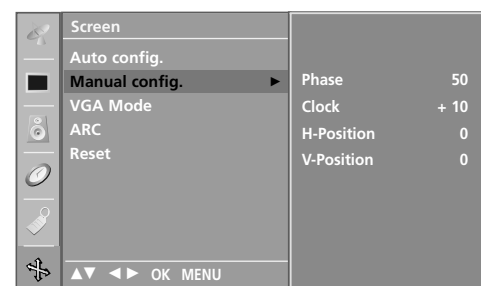 Screen
Auto config.
Manual config. ►
VGA Mode
ARC
Reset
▲▼ ◄► OK MENU
Phase 50
Clock + 10
H-Position 0
V-Position 0